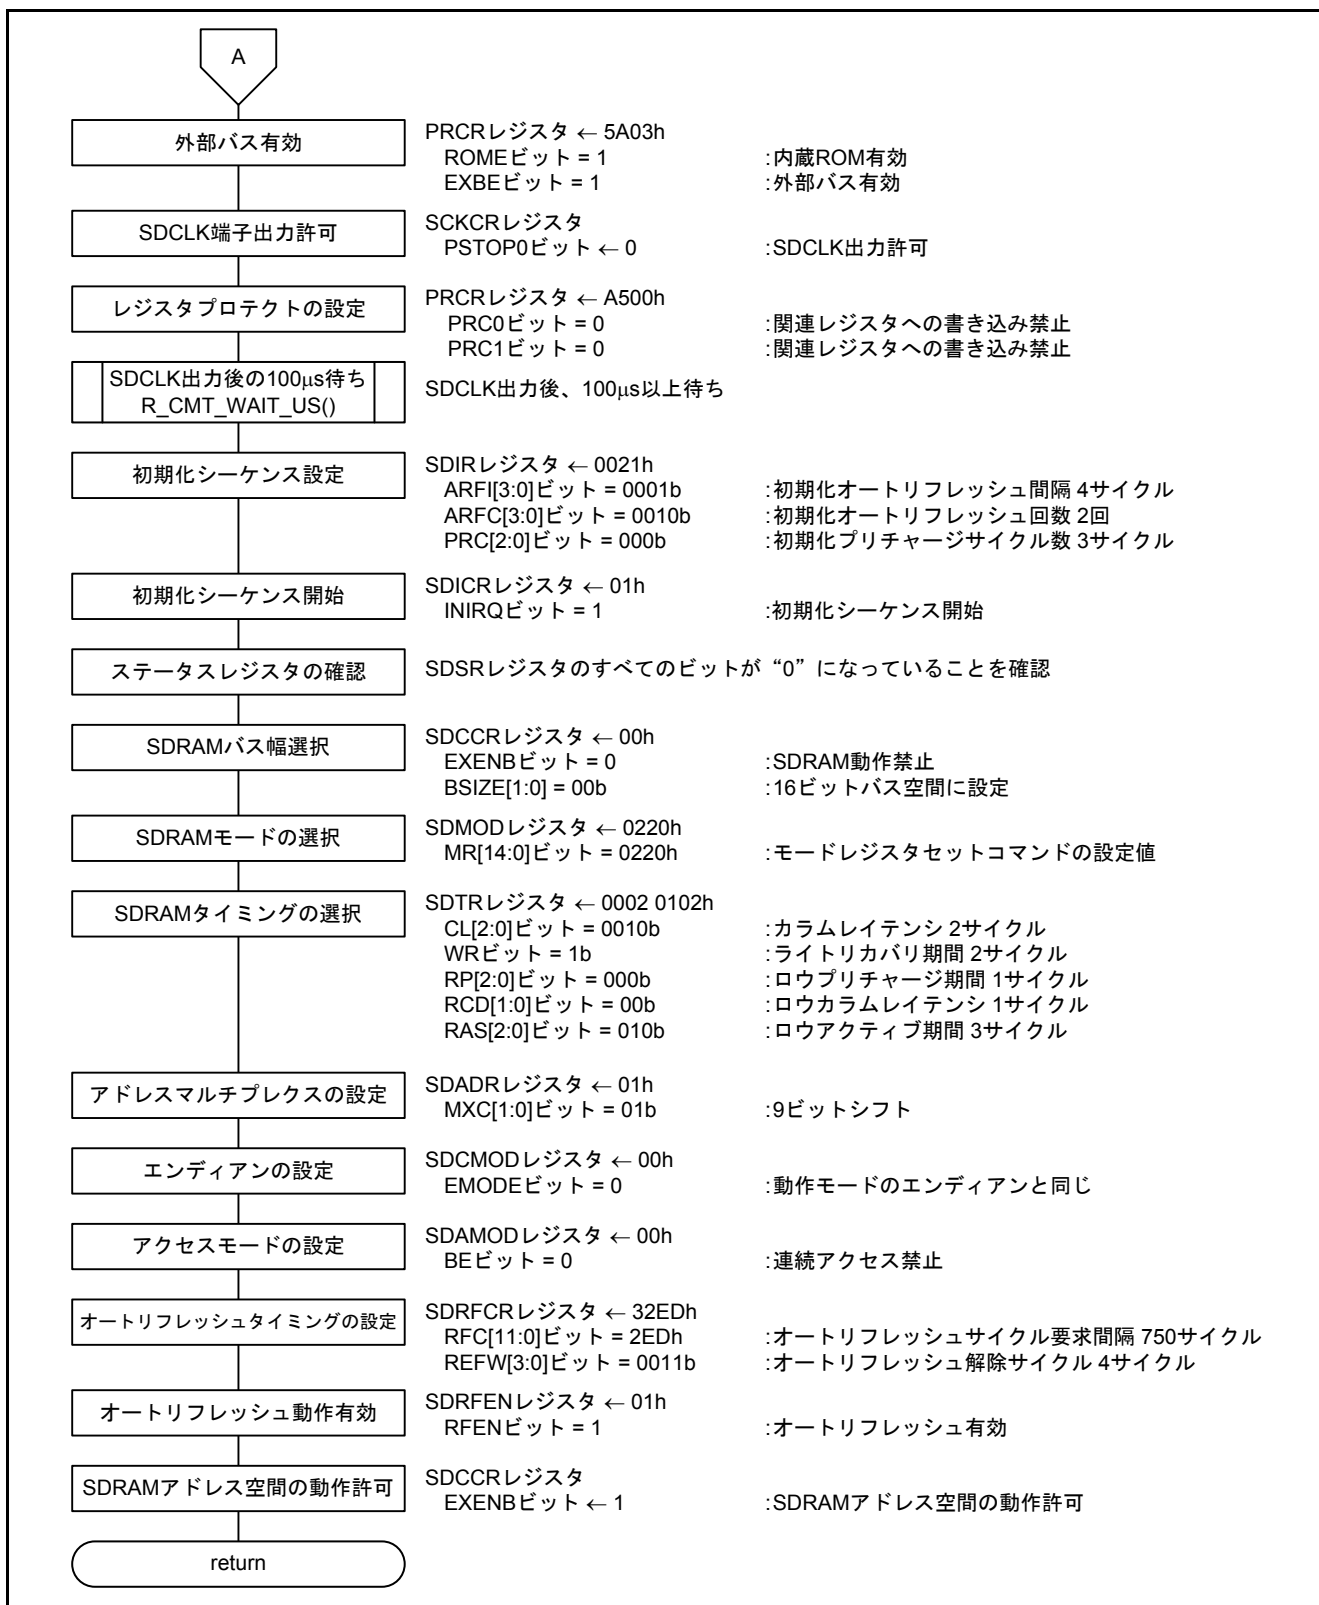 A
外部バス有効
PRCRレジスタ ← 5A03h
ROMEビット = 1 :内蔵ROM有効
EXBEビット = 1 :外部バス有効
SDCLK端子出力許可
SCKCRレジスタ
PSTOP0ビット ← 0 :SDCLK出力許可
レジスタプロテクトの設定
PRCRレジスタ ← A500h
PRC0ビット = 0 :関連レジスタへの書き込み禁止
PRC1ビット = 0 :関連レジスタへの書き込み禁止
SDCLK出力後の100μs待ち
R_CMT_WAIT_US()
SDCLK出力後、100μs以上待ち
初期化シーケンス設定
SDIRレジスタ ← 0021h
ARFI[3:0]ビット = 0001b :初期化オートリフレッシュ間隔 4サイクル
ARFC[3:0]ビット = 0010b :初期化オートリフレッシュ回数 2回
PRC[2:0]ビット = 000b :初期化プリチャージサイクル数 3サイクル
初期化シーケンス開始
SDICRレジスタ ← 01h
INIRQビット = 1 :初期化シーケンス開始
ステータスレジスタの確認
SDSRレジスタのすべてのビットが“0”になっていることを確認
SDRAMバス幅選択
SDCCRレジスタ ← 00h
EXENBビット = 0 :SDRAM動作禁止
BSIZE[1:0] = 00b :16ビットバス空間に設定
SDRAMモードの選択
SDMODレジスタ ← 0220h
MR[14:0]ビット = 0220h :モードレジスタセットコマンドの設定値
SDRAMタイミングの選択
SDTRレジスタ ← 0002 0102h
CL[2:0]ビット = 0010b :カラムレイテンシ 2サイクル
WRビット = 1b :ライトリカバリ期間 2サイクル
RP[2:0]ビット = 000b :ロウプリチャージ期間 1サイクル
RCD[1:0]ビット = 00b :ロウカラムレイテンシ 1サイクル
RAS[2:0]ビット = 010b :ロウアクティブ期間 3サイクル
アドレスマルチプレクスの設定
SDADRレジスタ ← 01h
MXC[1:0]ビット = 01b :9ビットシフト
エンディアンの設定
SDCMODレジスタ ← 00h
EMODEビット = 0 :動作モードのエンディアンと同じ
アクセスモードの設定
SDAMODレジスタ ← 00h
BEビット = 0 :連続アクセス禁止
オートリフレッシュタイミングの設定
SDRFCRレジスタ ← 32EDh
RFC[11:0]ビット = 2EDh :オートリフレッシュサイクル要求間隔 750サイクル
REFW[3:0]ビット = 0011b :オートリフレッシュ解除サイクル 4サイクル
オートリフレッシュ動作有効
SDRFENレジスタ ← 01h
RFENビット = 1 :オートリフレッシュ有効
SDRAMアドレス空間の動作許可
SDCCRレジスタ
EXENBビット ← 1 :SDRAMアドレス空間の動作許可
return